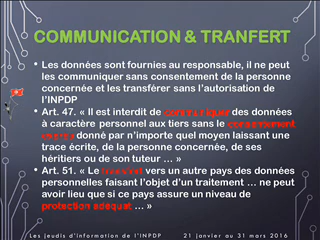 COMMUNICATION & TRANFERT
• Les données sont fournies au responsable, il ne peut
les communiquer sans consentement de la personne
concernée et les transférer sans l'autorisation de
l'INPDP
• Art. 47. « Il est interdit de communiquer des données
à caractère personnel aux tiers sans le consentement
exprès donné par n'importe quel moyen laissant une
trace écrite, de la personne concernée, de ses
héritiers ou de son tuteur ... »
• Art. 51. « Le transfert vers un autre pays des données
personnelles faisant l'objet d'un traitement ... ne peut
avoir lieu que si ce pays assure un niveau de
protection adéquat ... »
Les jeudis d'Information de l'INPDP 21 janvier au 31 mars 2016